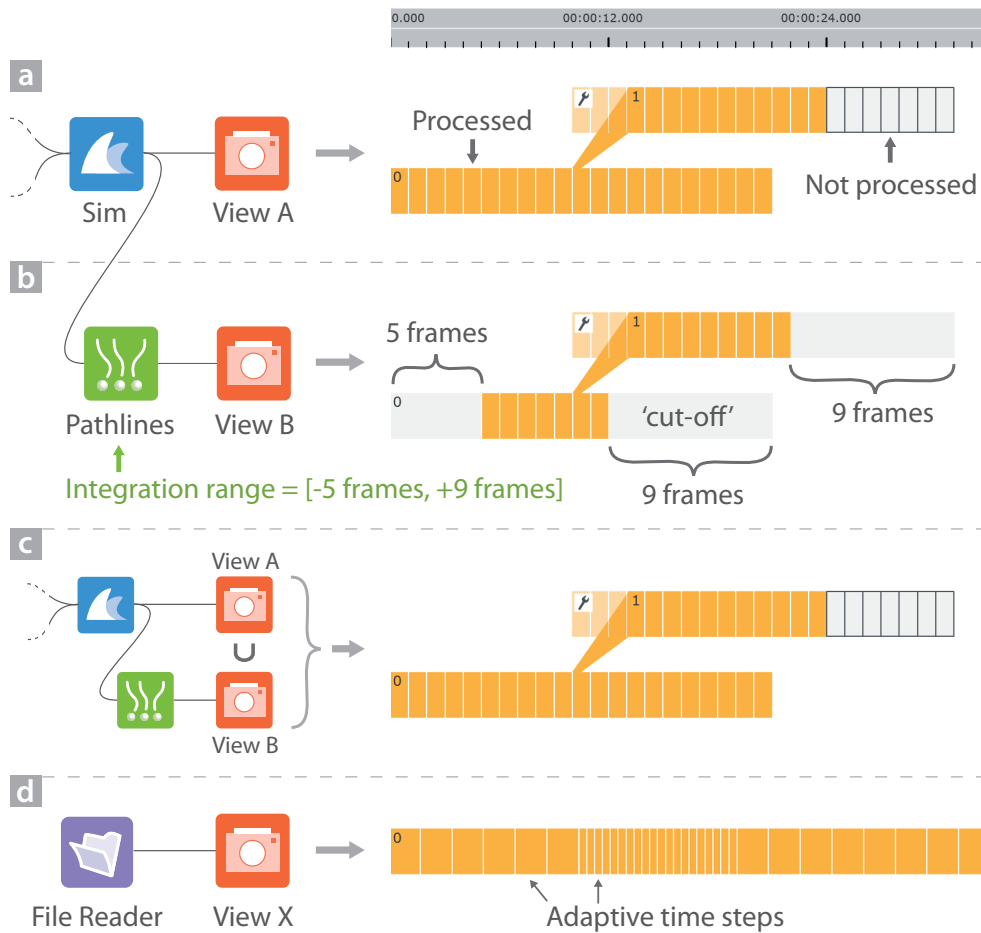 0.000 00:00:12.000 00:00:24.000
a
1
Processed
0
Not processed
Sim View A
b
1
5 frames
0
'cut-off'
9 frames
Pathlines View B
9 frames
Integration range = [-5 frames, +9 frames]
c
View A
1
∪
0
View B
d
0
File Reader View X Adaptive time steps